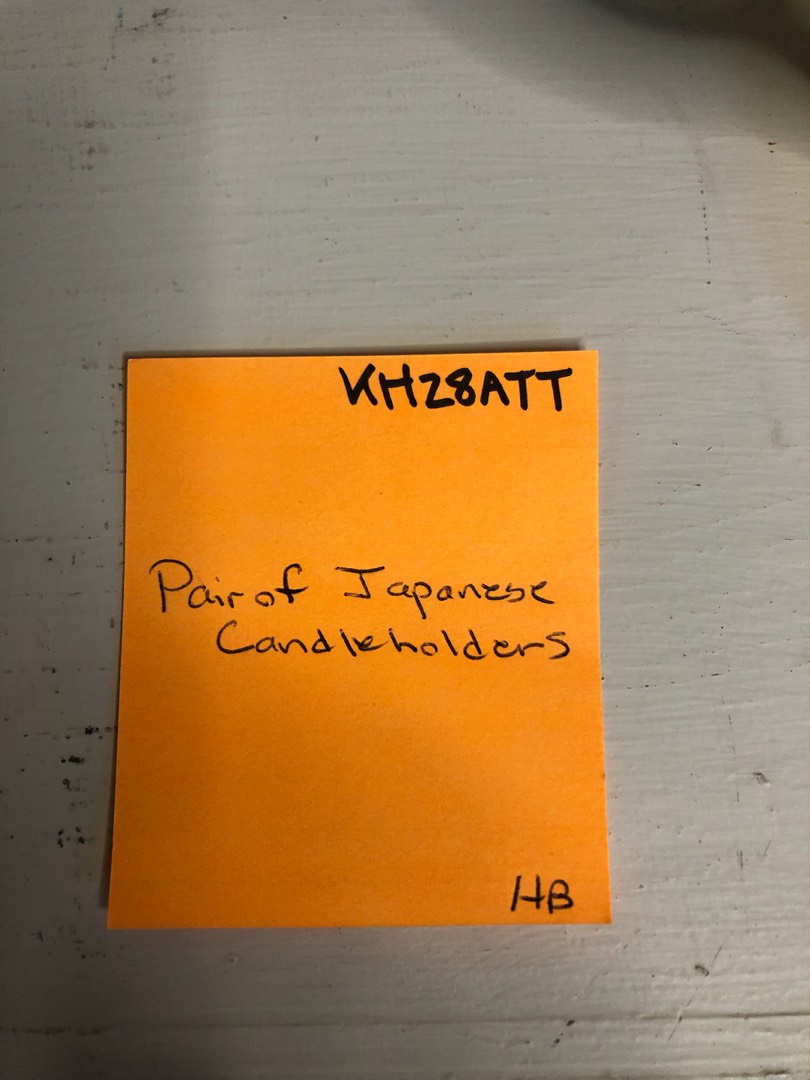 KH28ATT
Pair of Japanese
Candleholders
HB